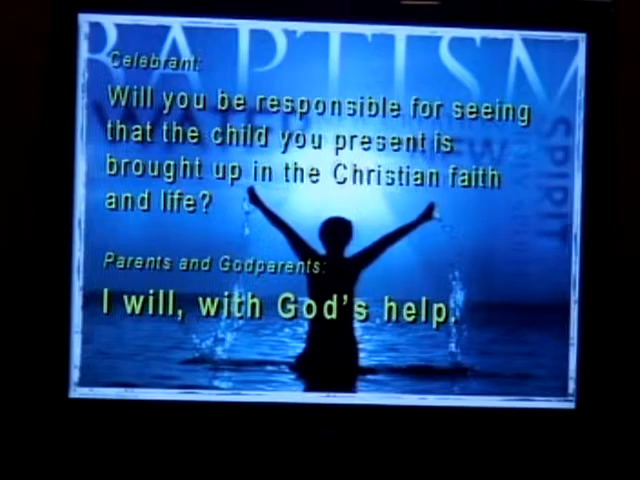 BAPTISM
Celebrant:
Will you be responsible for seeing
that the child you present is
brought up in the Christian faith
and life?
SPIRIT
Parents and Godparents:
I will, with God's help.